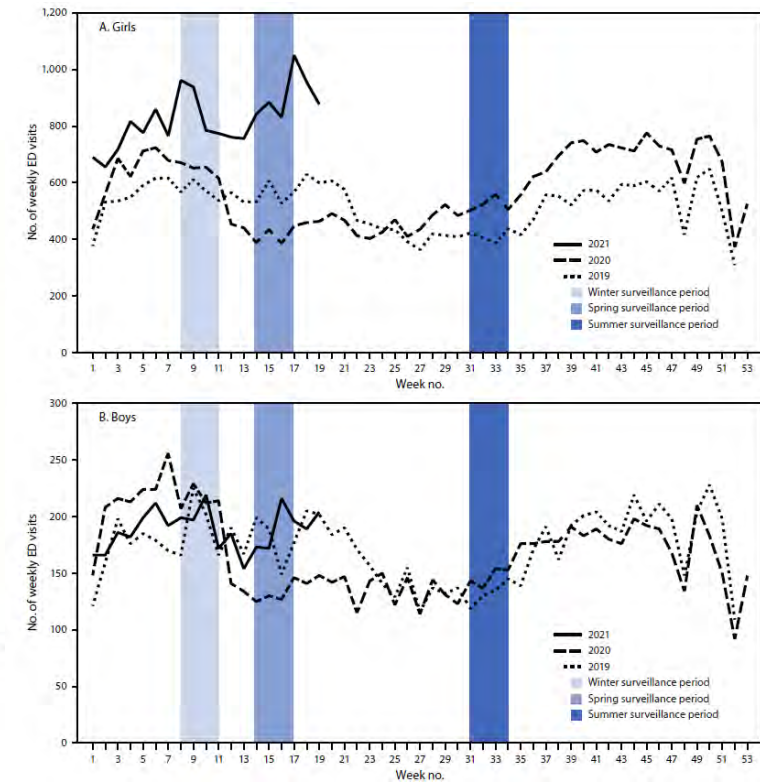 A. Girls
No. of weekly ED visits
1,200
1,000
800
600
400
200
0
2021
2020
2019
Winter surveillance period
Spring surveillance period
Summer surveillance period
1 3 5 7 9 11 13 15 17 19 21 23 25 27 29 31 33 35 37 39 41 43 45 47 49 51 53
Week no.
B. Boys
No. of weekly ED visits
300
250
200
150
100
50
0
2021
2020
2019
Winter surveillance period
Spring surveillance period
Summer surveillance period
1 3 5 7 9 11 13 15 17 19 21 23 25 27 29 31 33 35 37 39 41 43 45 47 49 51 53
Week no.